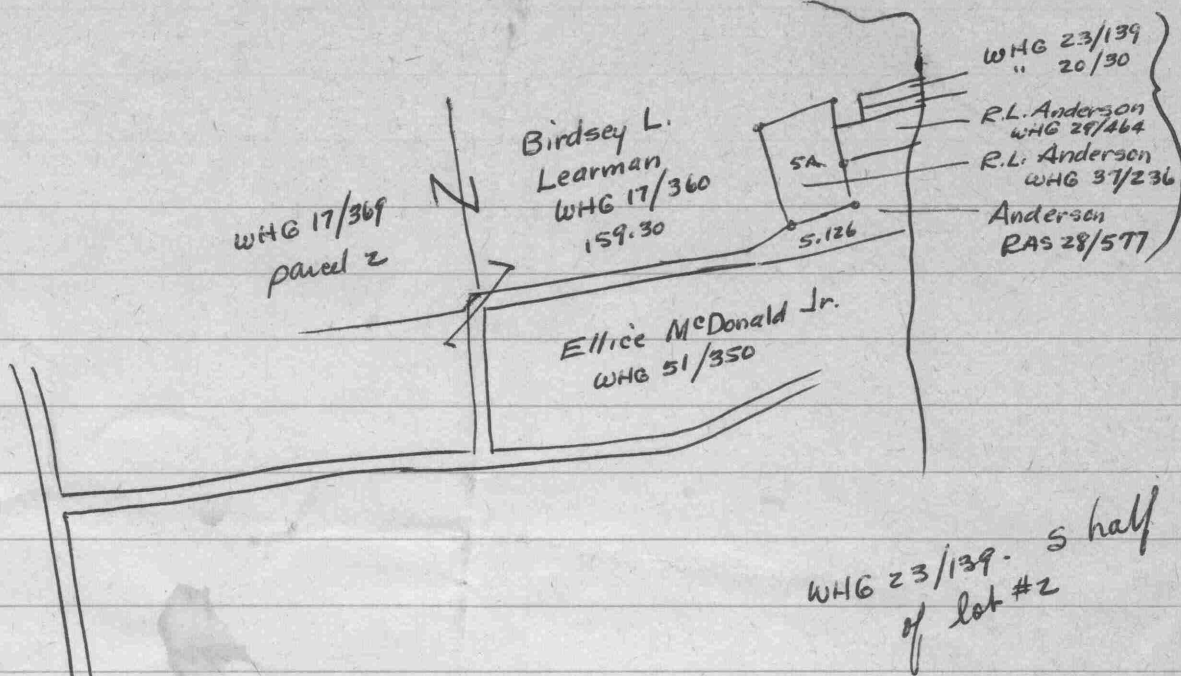 WHG 23/139
" 20/30
R.L. Anderson
WHG 29/464
R.L. Anderson
WHG 37/236
Anderson
RAS 28/577
Birdsey L.
Learman
WHG 17/360
159.30
5A.
5.126
WHG 17/369
parcel 2
N
Ellice McDonald Jr.
WHG 51/350
WHG 23/139. S half
of lot #2